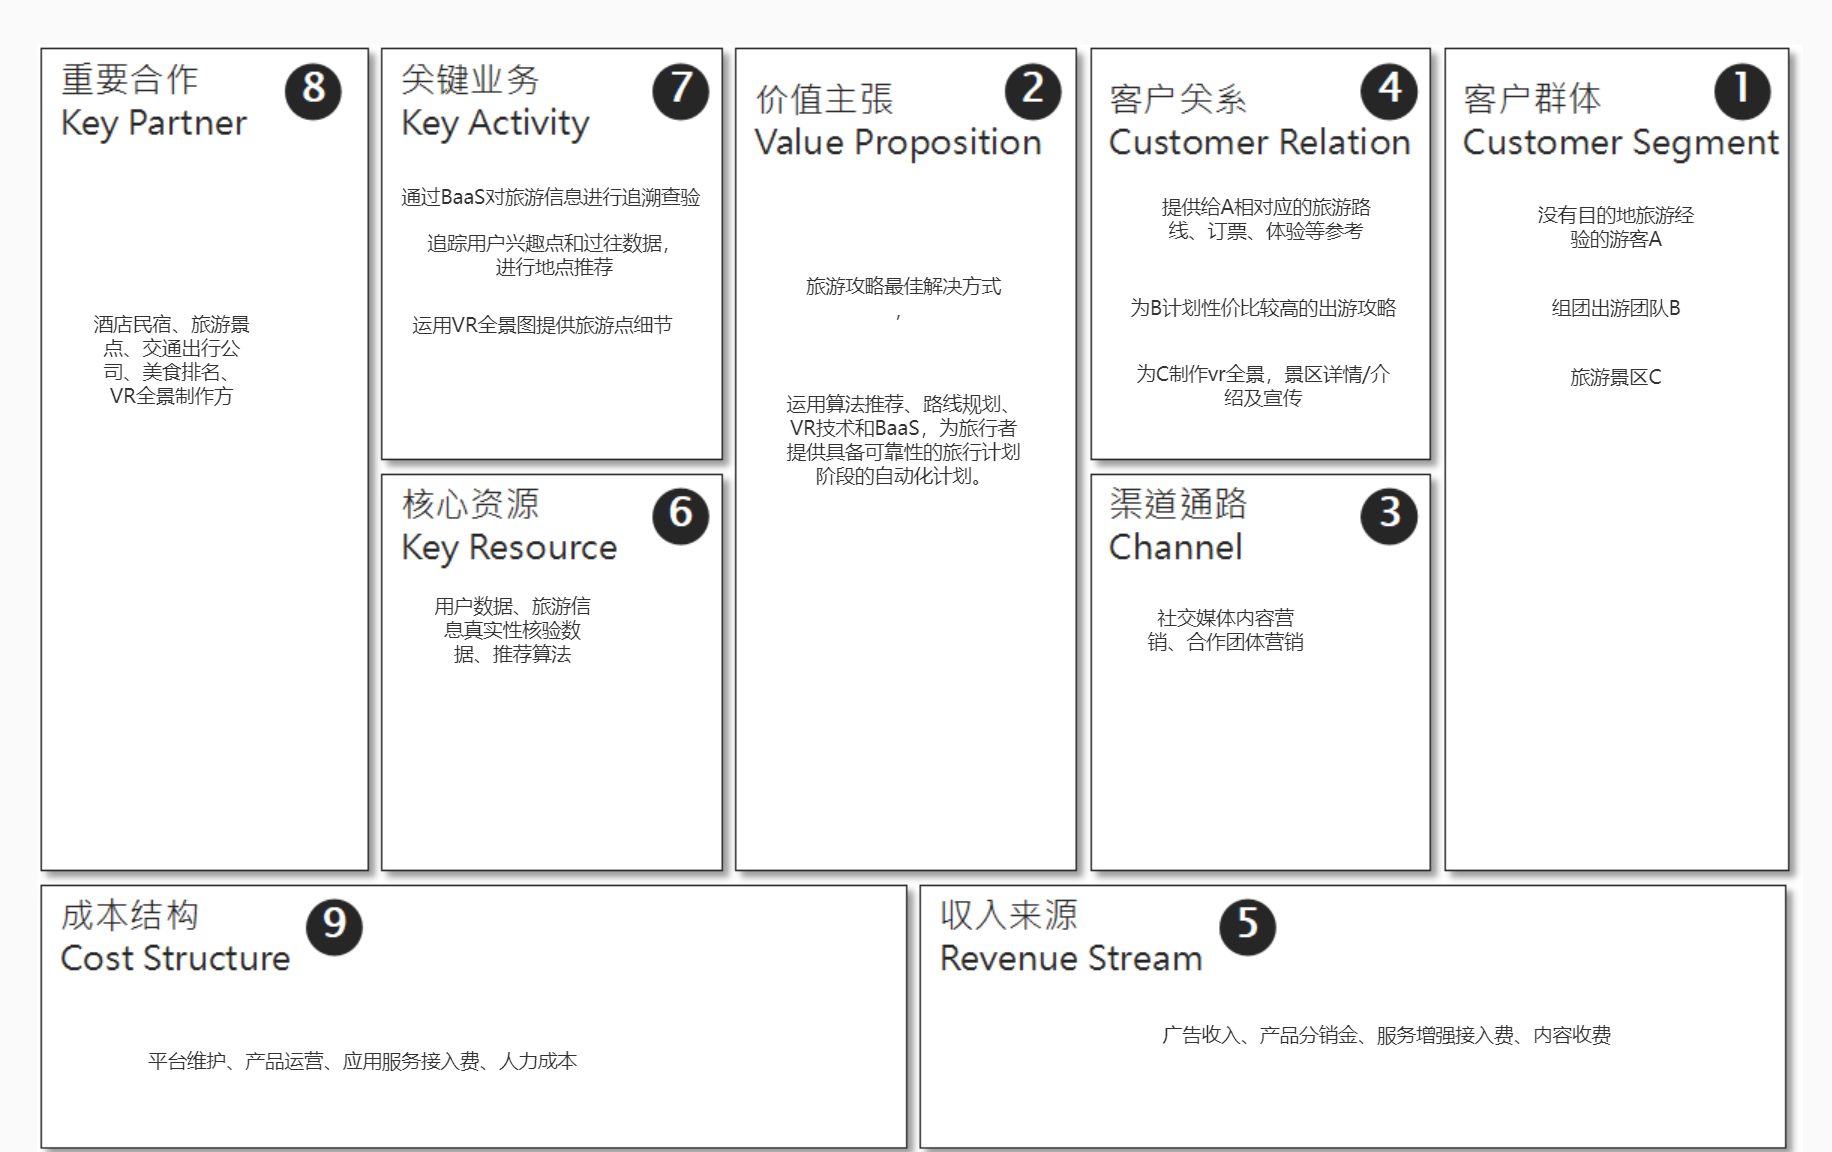 重要合作
Key Partner
8
酒店民宿、旅游景
点、交通出行公
司、美食排名、
VR全景制作方
关键业务
Key Activity
7
通过BaaS对旅游信息进行追溯查验
追踪用户兴趣点和过往数据，
进行地点推荐
运用VR全景图提供旅游点细节
核心资源
Key Resource
6
用户数据、旅游信
息真实性核验数
据、推荐算法
价值主張
Value Proposition
2
旅游攻略最佳解决方式
，
运用算法推荐、路线规划、
VR技术和BaaS，为旅行者
提供具备可靠性的旅行计划
阶段的自动化计划。
客户关系
Customer Relation
4
提供给A相对应的旅游路
线、订票、体验等参考
为B计划性价比较高的出游攻略
为C制作vr全景，景区详情/介
绍及宣传
渠道通路
Channel
3
社交媒体内容营
销、合作团体营销
客户群体
Customer Segment
1
没有目的地旅游经
验的游客A
组团出游团队B
旅游景区C
成本结构
Cost Structure
9
平台维护、产品运营、应用服务接入费、人力成本
收入来源
Revenue Stream
5
广告收入、产品分销金、服务增强接入费、内容收费